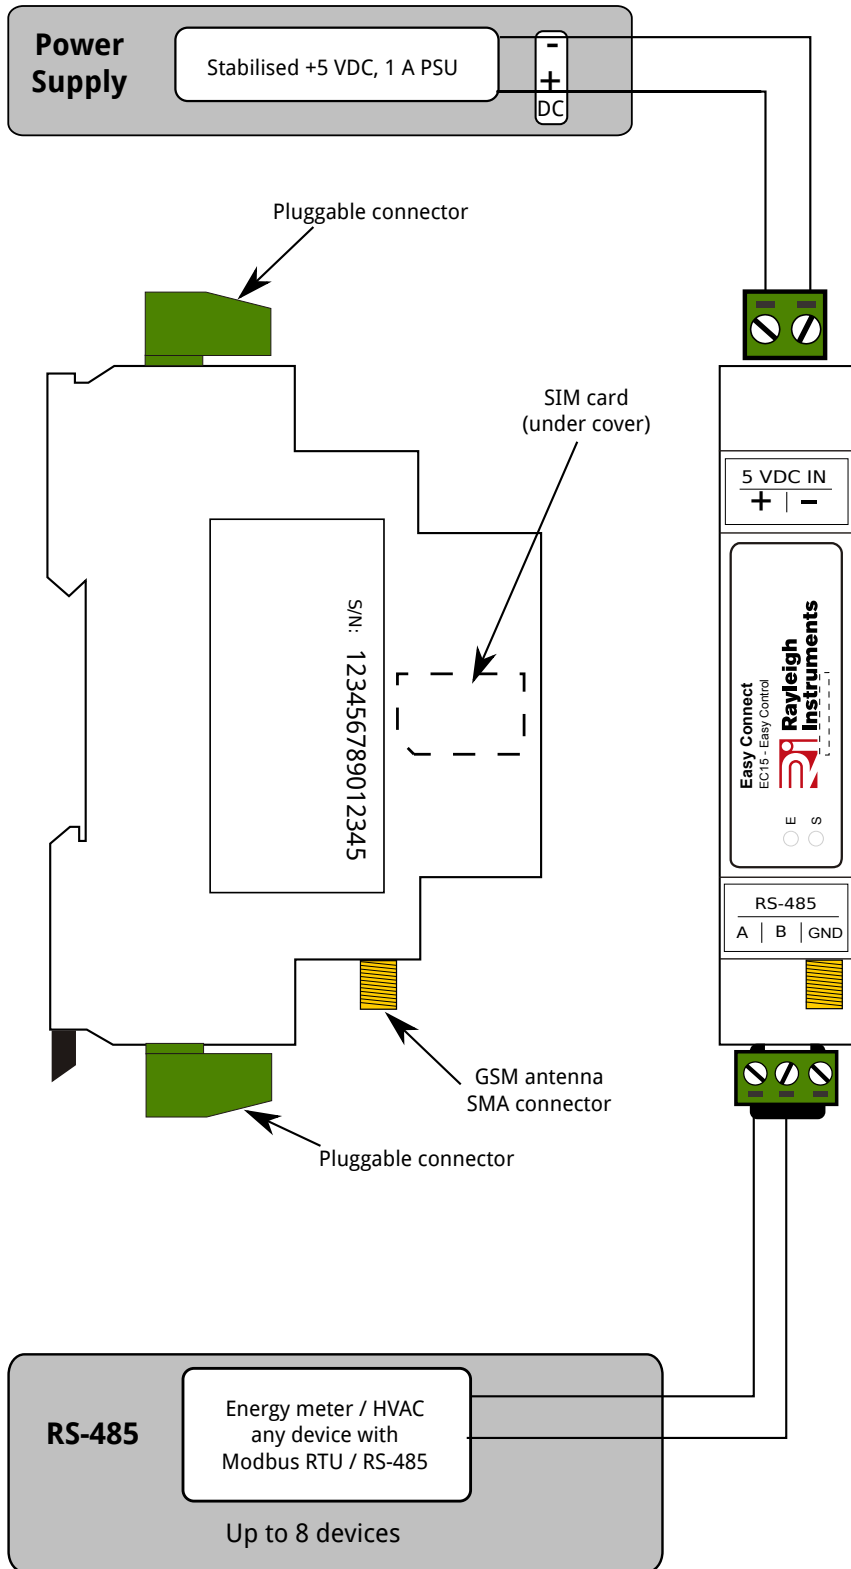 Power
Supply
Stabilised +5 VDC, 1 A PSU
-
+
DC
Pluggable connector
SIM card
(under cover)
5 VDC IN
+ | -
S/N: 123456789012345
Easy Connect
EC15 - Easy Control
Rayleigh
Instruments
E
S
RS-485
A | B | GND
GSM antenna
SMA connector
Pluggable connector
RS-485
Energy meter / HVAC
any device with
Modbus RTU / RS-485
Up to 8 devices